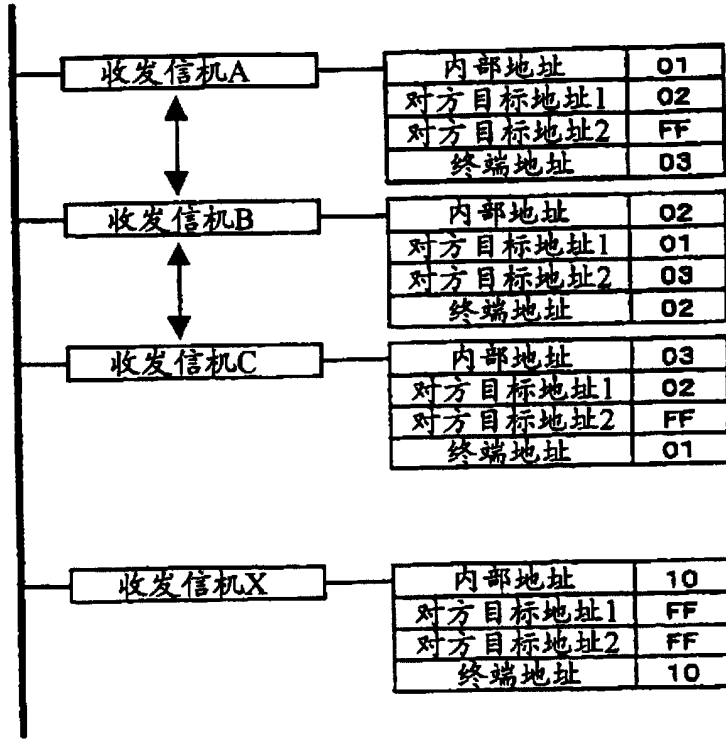 收发信机A
内部地址 01
对方目标地址1 02
对方目标地址2 FF
终端地址 03
收发信机B
内部地址 02
对方目标地址1 01
对方目标地址2 03
终端地址 02
收发信机C
内部地址 03
对方目标地址1 02
对方目标地址2 FF
终端地址 01
收发信机X
内部地址 10
对方目标地址1 FF
对方目标地址2 FF
终端地址 10